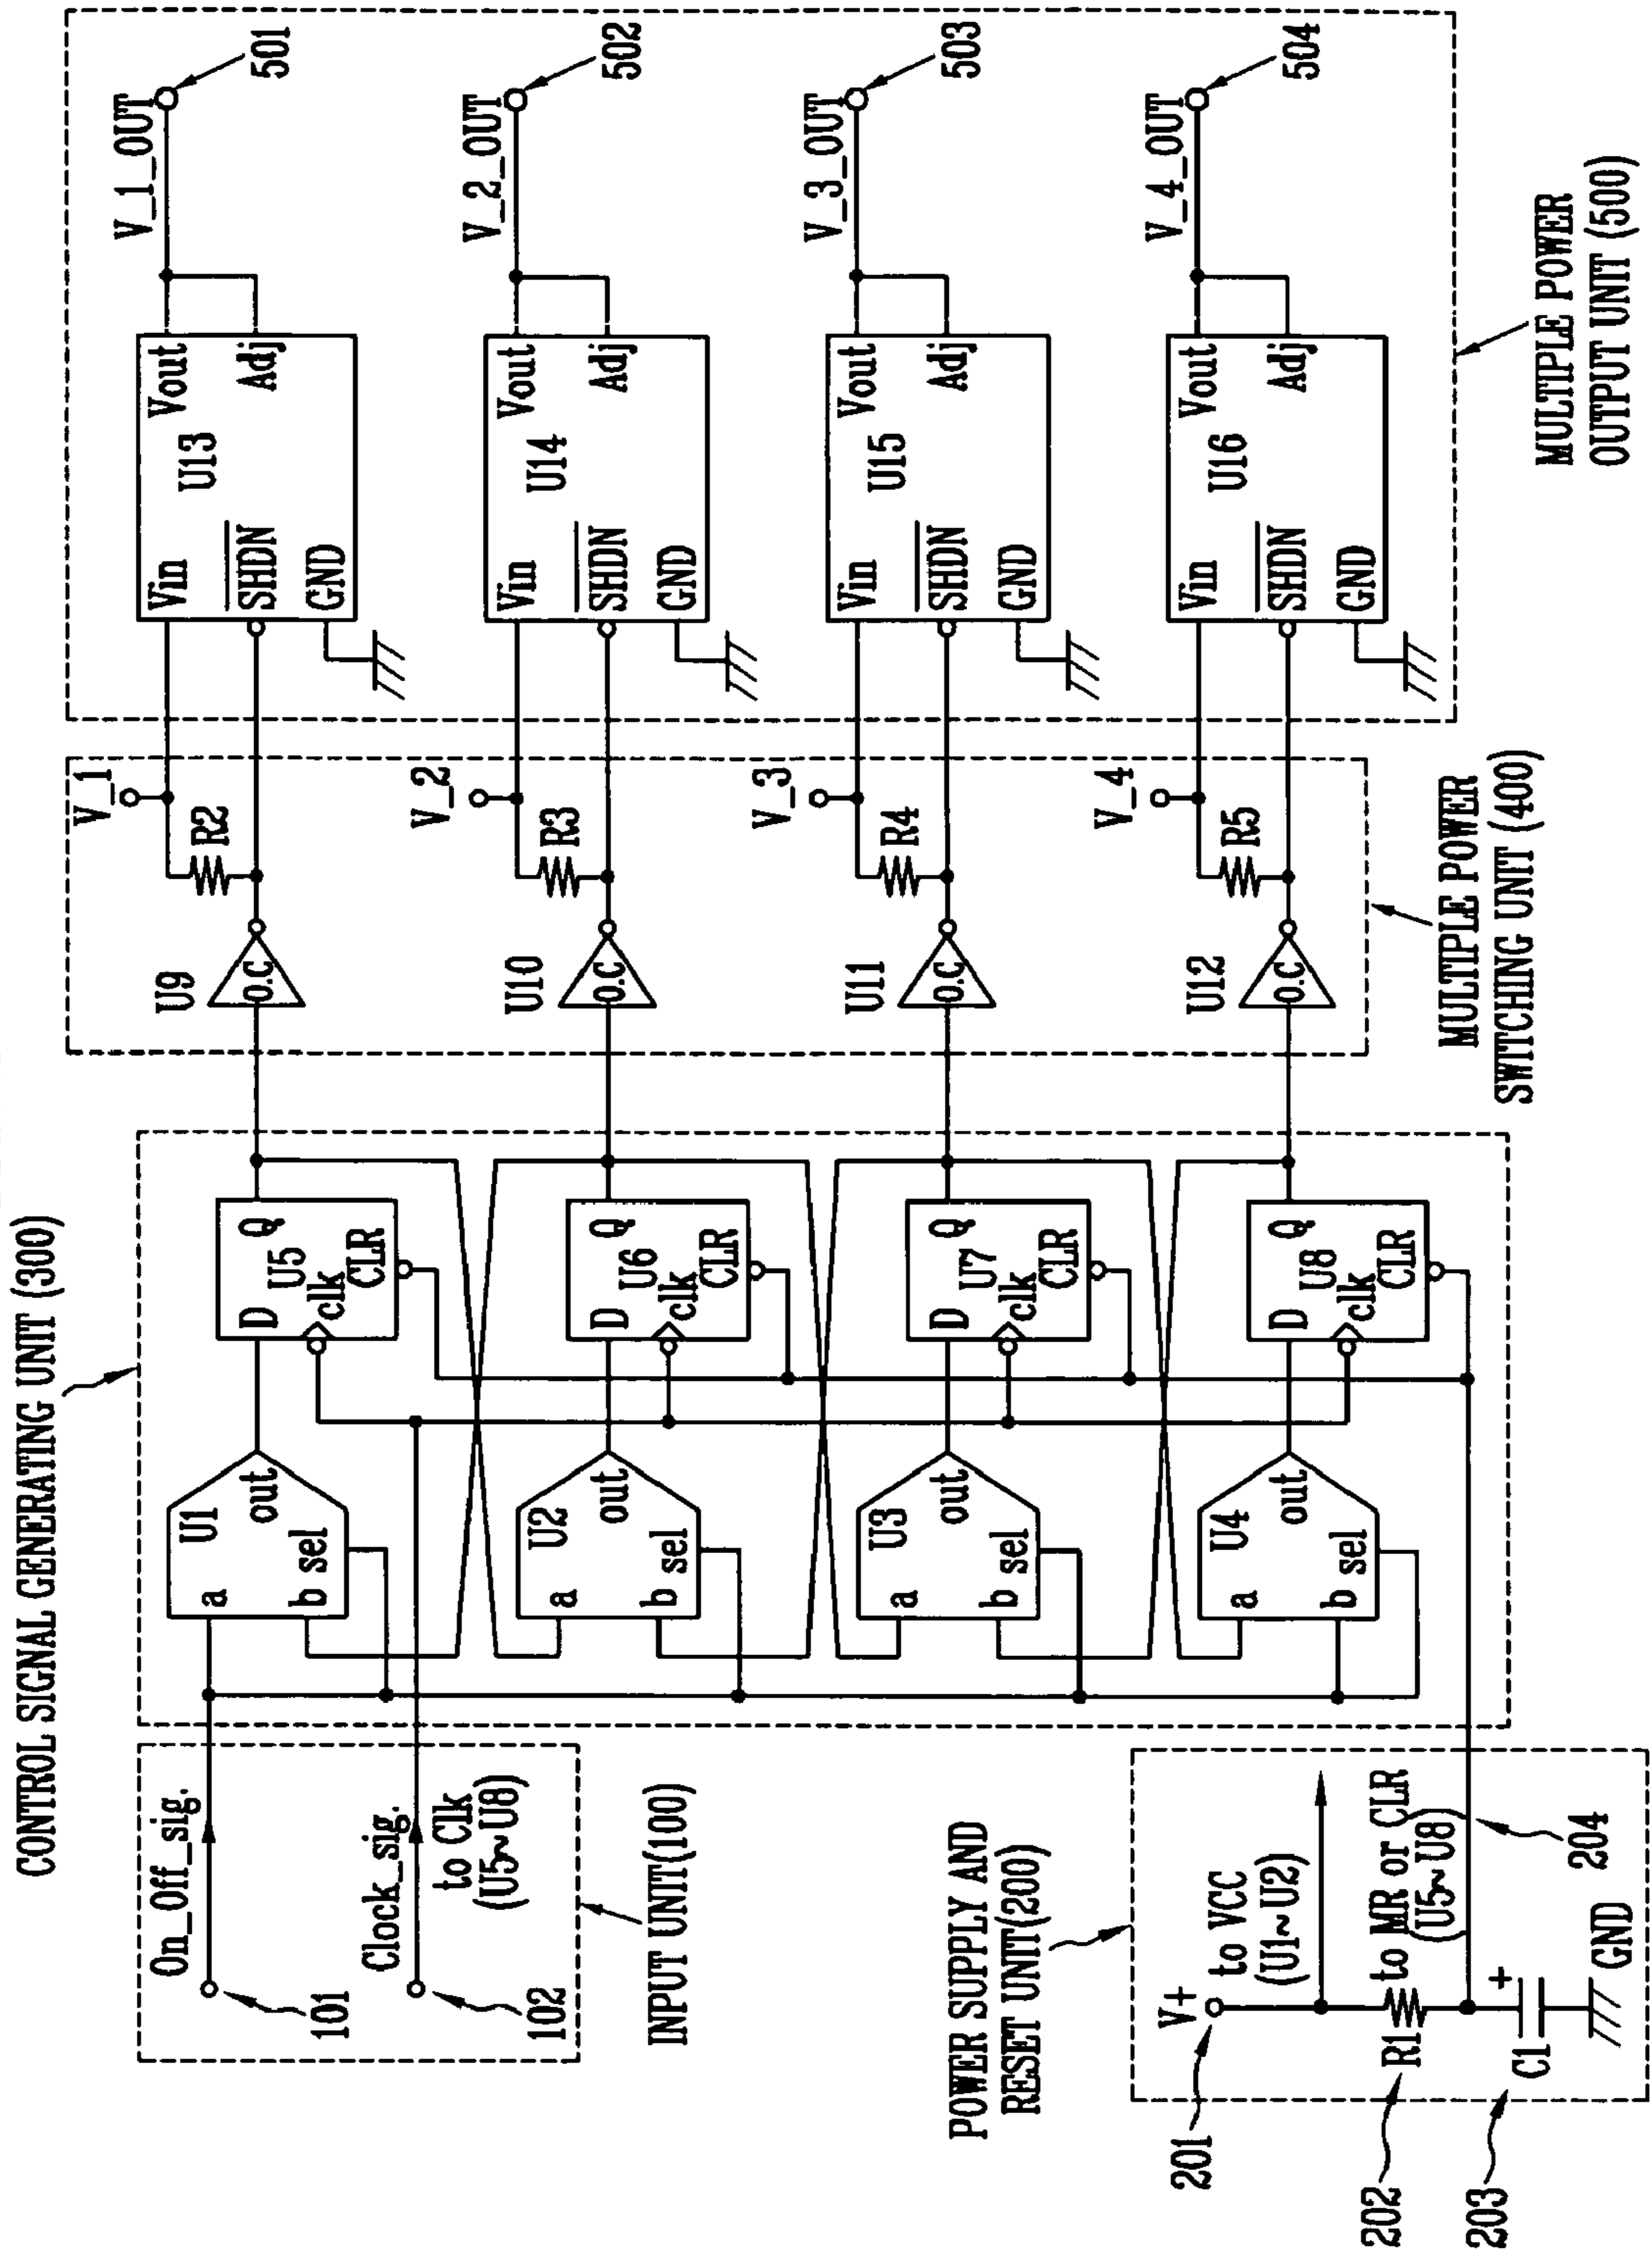 CONTROL SIGNAL GENERATING UNIT (300)
On_Off_sig.
101
Clock_sig.
to Clk
(U5~U8)
102
INPUT UNIT(100)
POWER SUPPLY AND
RESET UNIT(200)
V+
201
to VCC
(U1~U2)
R1
202
to MR or CLR
(U5~U8)
204
+
C1
203
GND
U1
a
b
sel
out
U2
a
b
sel
out
U3
a
b
sel
out
U4
a
b
sel
out
D
Q
U5
clk
CLR
D
Q
U6
clk
CLR
D
Q
U7
clk
CLR
D
Q
U8
clk
CLR
U9
O.C
V_1
R2
U10
O.C
V_2
R3
U11
O.C
V_3
R4
U12
O.C
V_4
R5
MULTIPLE POWER
SWITCHING UNIT (400)
Vin
Vout
U13
SHDN
Adj
GND
V_1_OUT
501
Vin
Vout
U14
SHDN
Adj
GND
V_2_OUT
502
Vin
Vout
U15
SHDN
Adj
GND
V_3_OUT
503
Vin
Vout
U16
SHDN
Adj
GND
V_4_OUT
504
MULTIPLE POWER
OUTPUT UNIT (500)